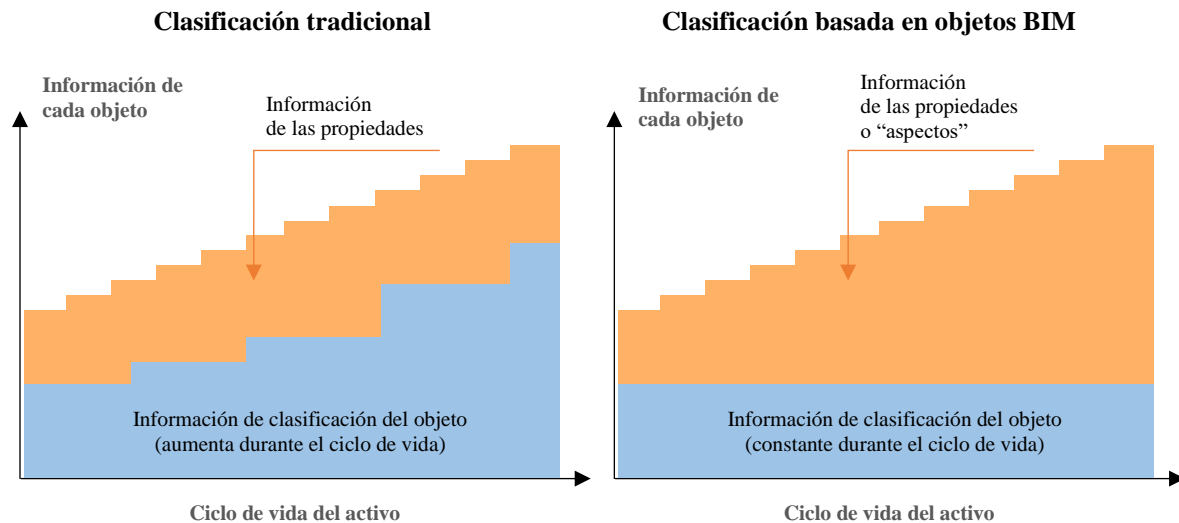 Clasificación tradicional
Información de
cada objeto
Información
de las propiedades
Información de clasificación del objeto
(aumenta durante el ciclo de vida)
Ciclo de vida del activo
Clasificación basada en objetos BIM
Información de
cada objeto
Información
de las propiedades
o “aspectos”
Información de clasificación del objeto
(constante durante el ciclo de vida)
Ciclo de vida del activo